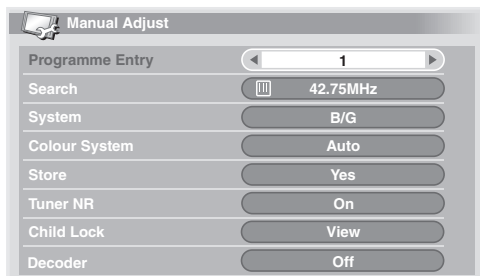 Manual Adjust
Programme Entry 1
Search 42.75MHz
System B/G
Colour System Auto
Store Yes
Tuner NR On
Child Lock View
Decoder Off